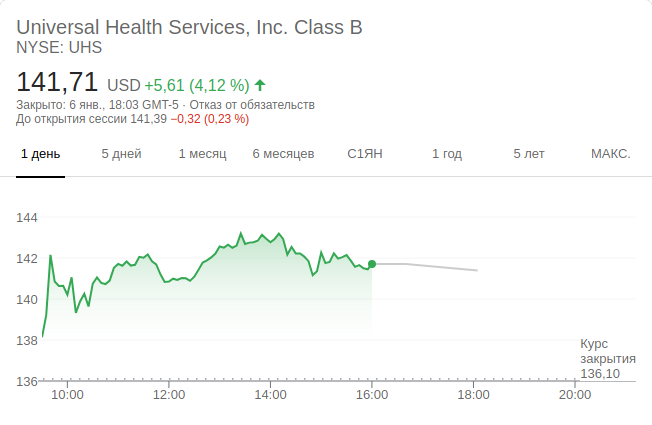 Universal Health Services, Inc. Class B
NYSE: UHS
141,71 USD +5,61 (4,12 %) ↑
Закрыто: 6 янв., 18:03 GMT-5 · Отказ от обязательств
До открытия сессии 141,39 −0,32 (0,23 %)
1 день 5 дней 1 месяц 6 месяцев С1ЯН 1 год 5 лет МАКС.
144
142
140
138
Курс
закрытия
136,10
136
10:00 12:00 14:00 16:00 18:00 20:00